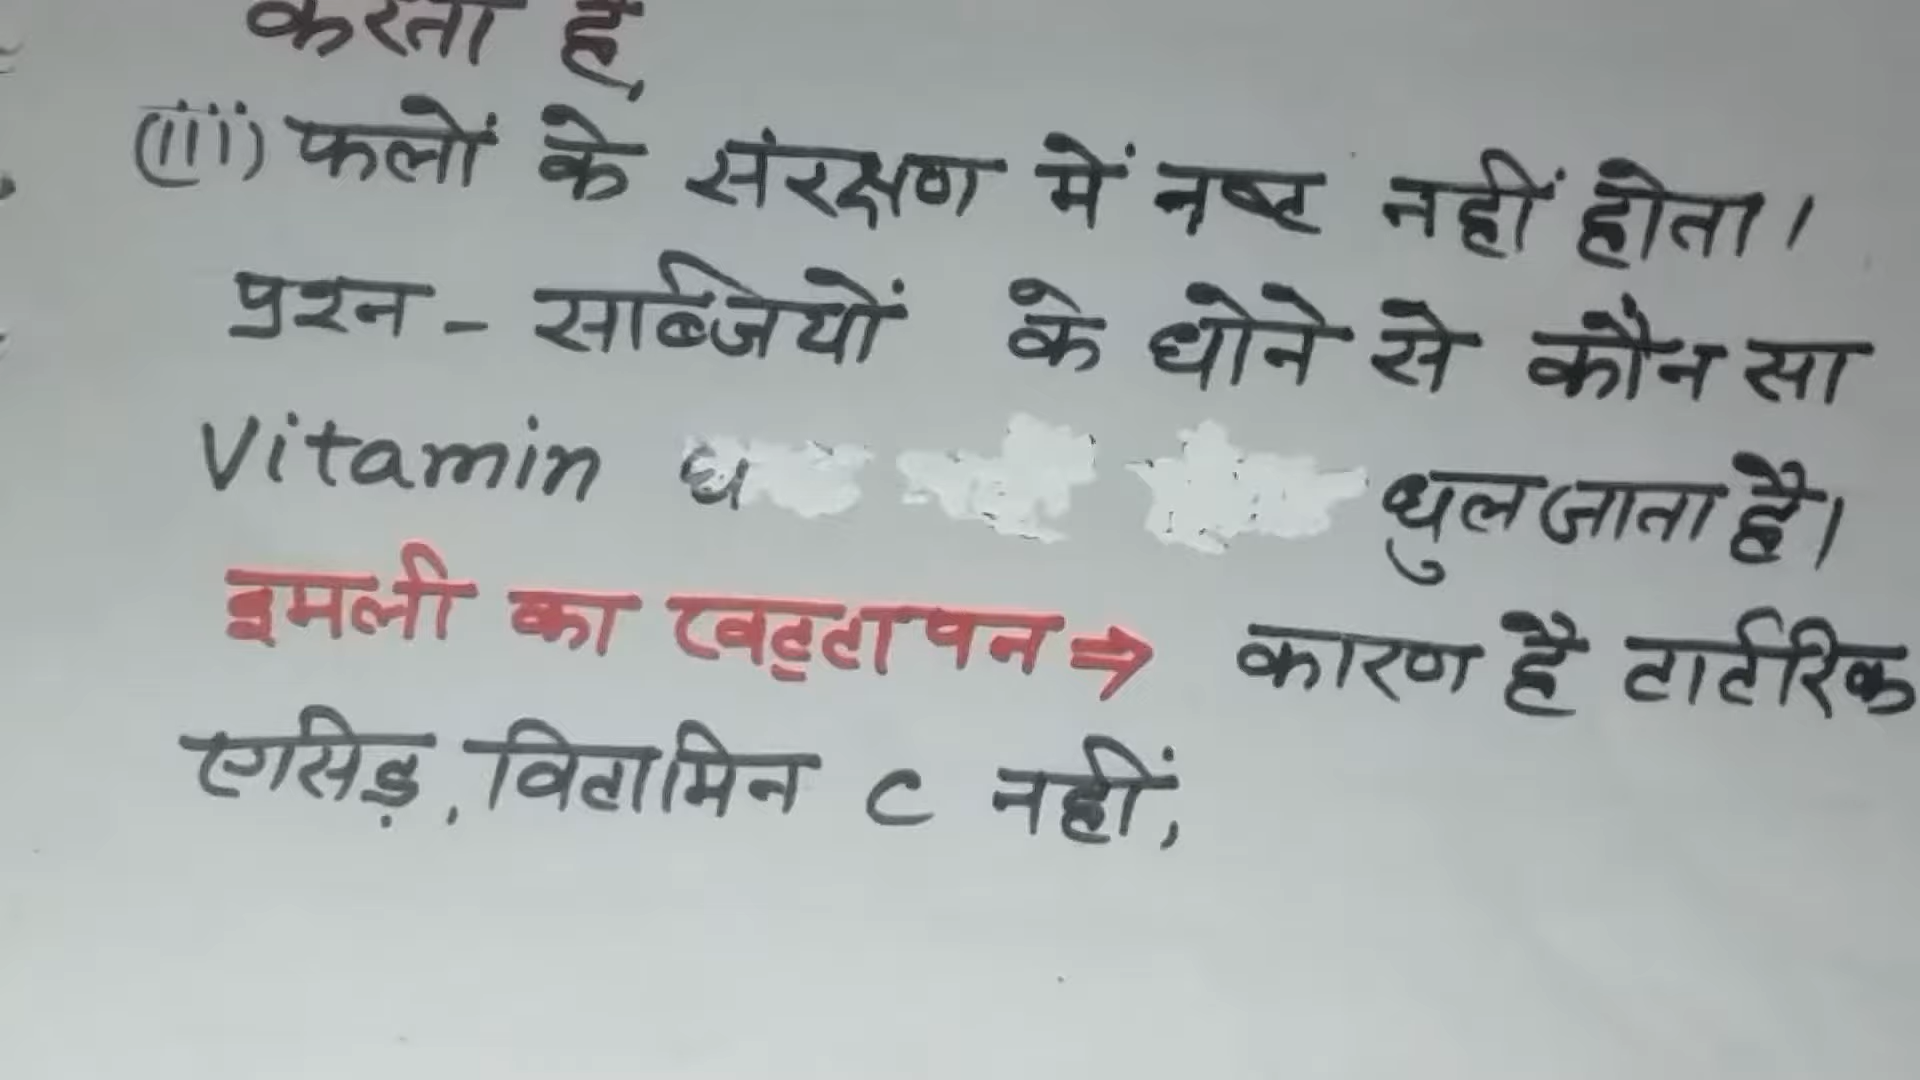 करता है,
(iii) फलों के संरक्षण में नष्ट नहीं होता।
प्रश्न - सब्जियों के धोने से कौन सा
Vitamin धुल जाता है।
इमली का खट्टापन ⇒ कारण है टार्टरिक
एसिड़, विटामिन C नहीं,